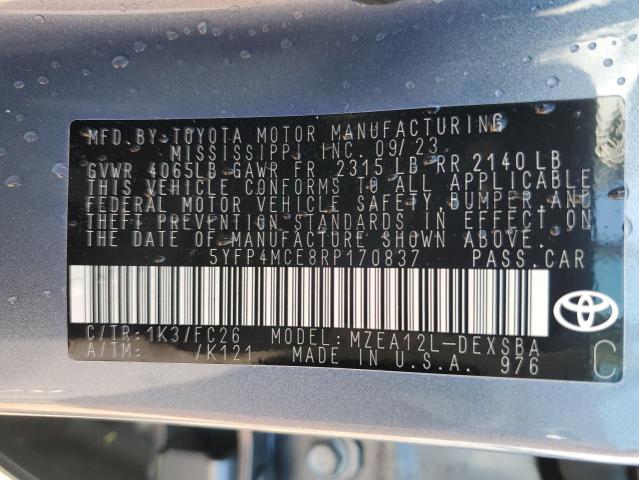 MFD.BY:TOYOTA MOTOR MANUFACTURING
MISSISSIPPI INC. 09/23
GVWR 4065LB GAWR FR 2315LB RR 2140LB
THIS VEHICLE CONFORMS TO ALL APPLICABLE
FEDERAL MOTOR VEHICLE SAFETY, BUMPER AND
THEFT PREVENTION STANDARDS IN EFFECT ON
THE DATE OF MANUFACTURE SHOWN ABOVE.
5YFP4MCE8RP170837 PASS.CAR
C/TR:1K3/FC26 MODEL:MZEA12L-DEXSBA
A/TM: /K121 MADE IN U.S.A.
976
C